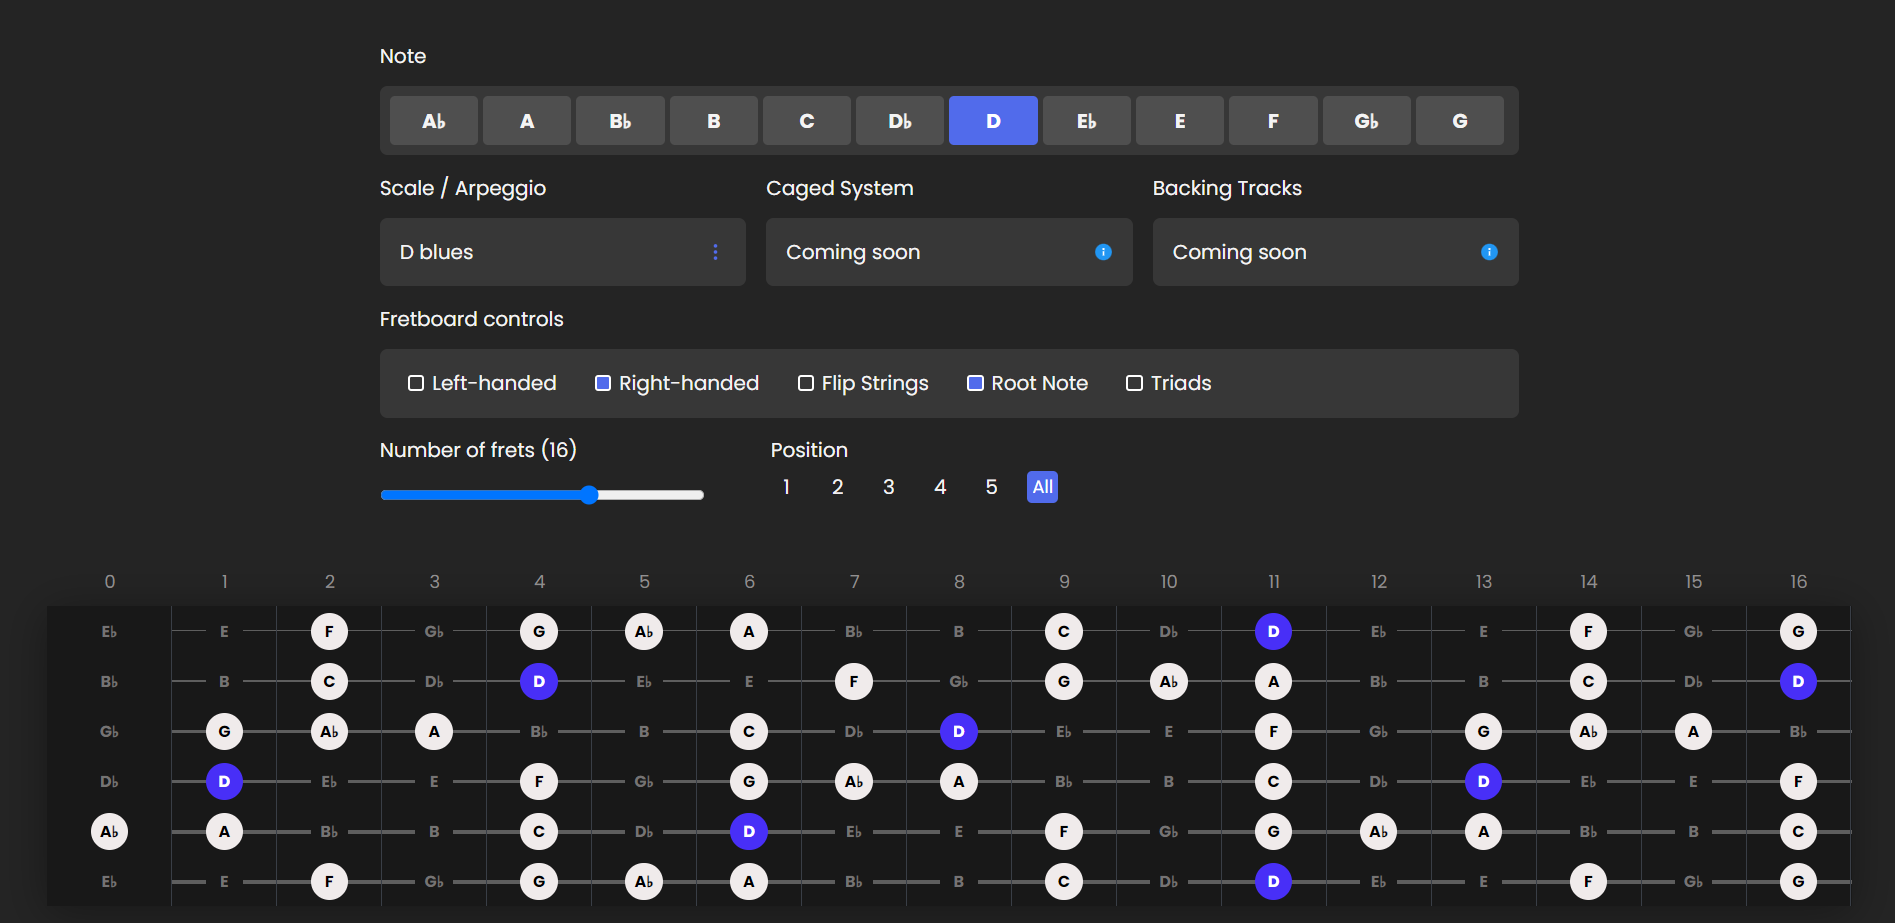 Note
A♭ A B♭ B C D♭ D E♭ E F G♭ G
Scale / Arpeggio Caged System Backing Tracks
D blues Coming soon Coming soon
Fretboard controls
Left-handed Right-handed Flip Strings Root Note Triads
Number of frets (16) Position
1 2 3 4 5 All
0 1 2 3 4 5 6 7 8 9 10 11 12 13 14 15 16
E♭ E F G♭ G A♭ A B♭ B C D♭ D E♭ E F G♭ G
B♭ B C D♭ D E♭ E F G♭ G A♭ A B♭ B C D♭ D
G♭ G A♭ A B♭ B C D♭ D E♭ E F G♭ G A♭ A B♭
D♭ D E♭ E F G♭ G A♭ A B♭ B C D♭ D E♭ E F
A♭ A B♭ B C D♭ D E♭ E F G♭ G A♭ A B♭ B C
E♭ E F G♭ G A♭ A B♭ B C D♭ D E♭ E F G♭ G